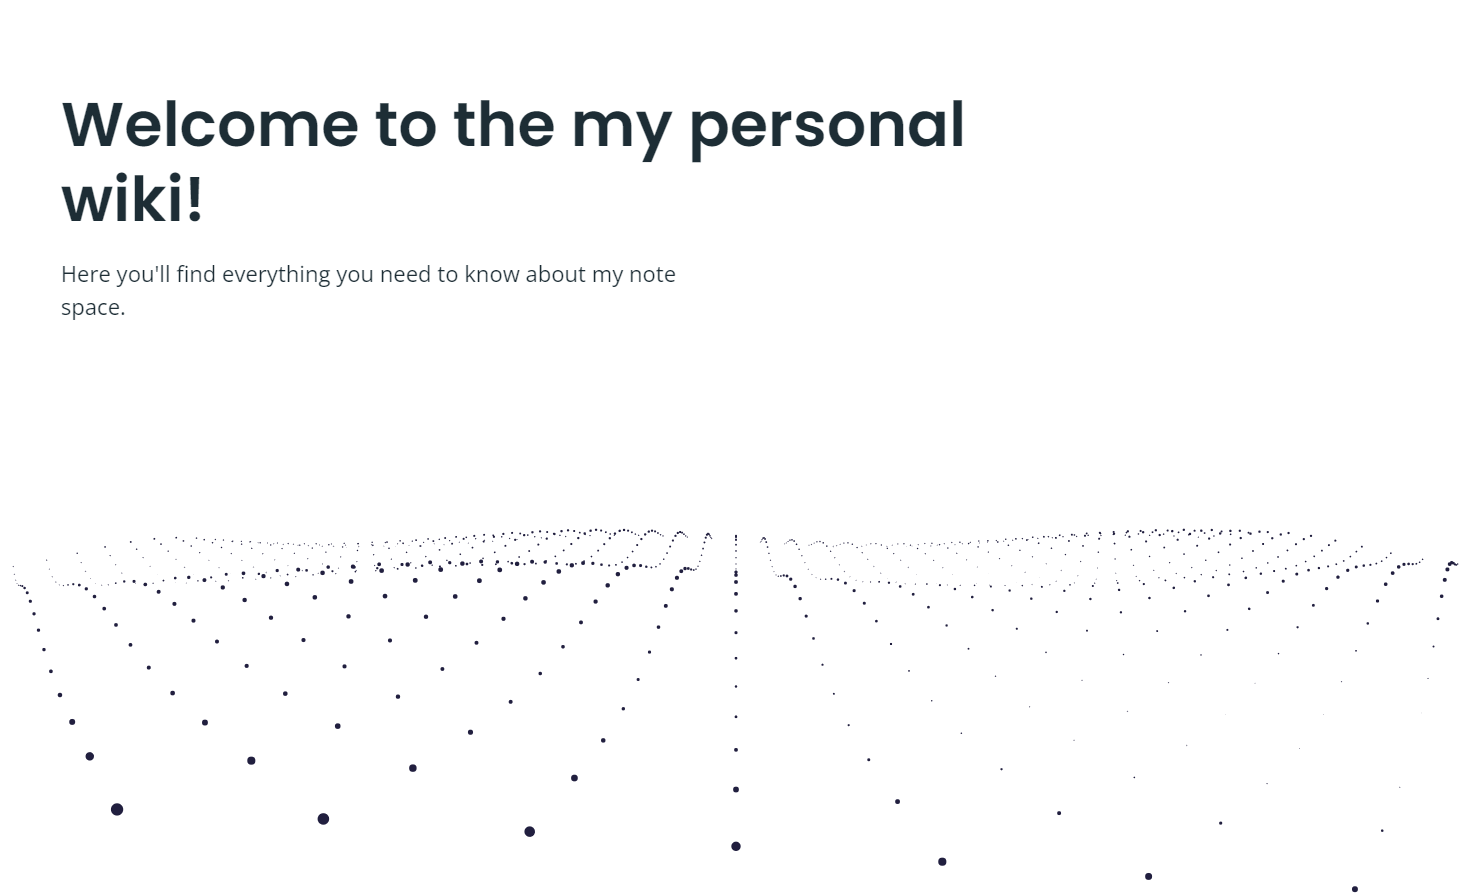 Welcome to the my personal
wiki!
Here you'll find everything you need to know about my note
space.